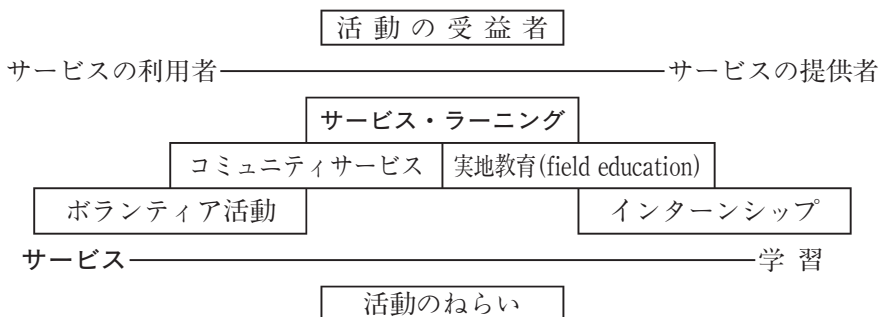 活動の受益者
サービスの利用者 サービスの提供者
サービス・ラーニング
コミュニティサービス 実地教育(field education)
ボランティア活動 インターンシップ
サービス 学習
活動のねらい